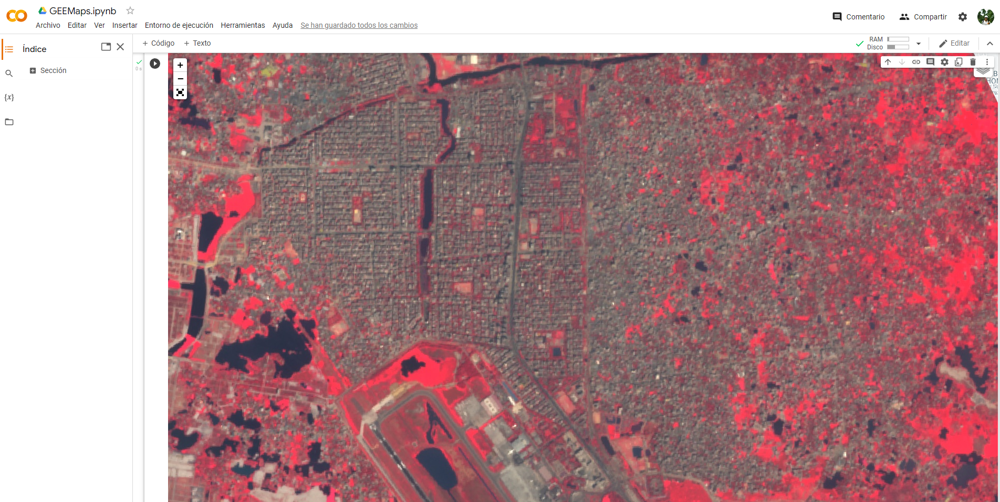 GEEMaps.ipynb
Archivo Editar Ver Insertar Entorno de ejecución Herramientas Ayuda Se han guardado todos los cambios
Comentario Compartir
Índice
+ Código + Texto
RAM
Disco
Editar
Sección
{x}
0 s
+
−
B